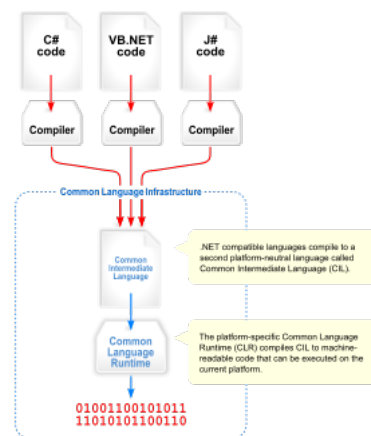 C#
code
VB.NET
code
J#
code
Compiler
Compiler
Compiler
Common Language Infrastructure
Common
Intermediate
Language
.NET compatible languages compile to a
second platform-neutral language called
Common Intermediate Language (CIL).
Common
Language
Runtime
The platform-specific Common Language
Runtime (CLR) compiles CIL to machine-
readable code that can be executed on the
current platform.
01001100101011
11010101100110